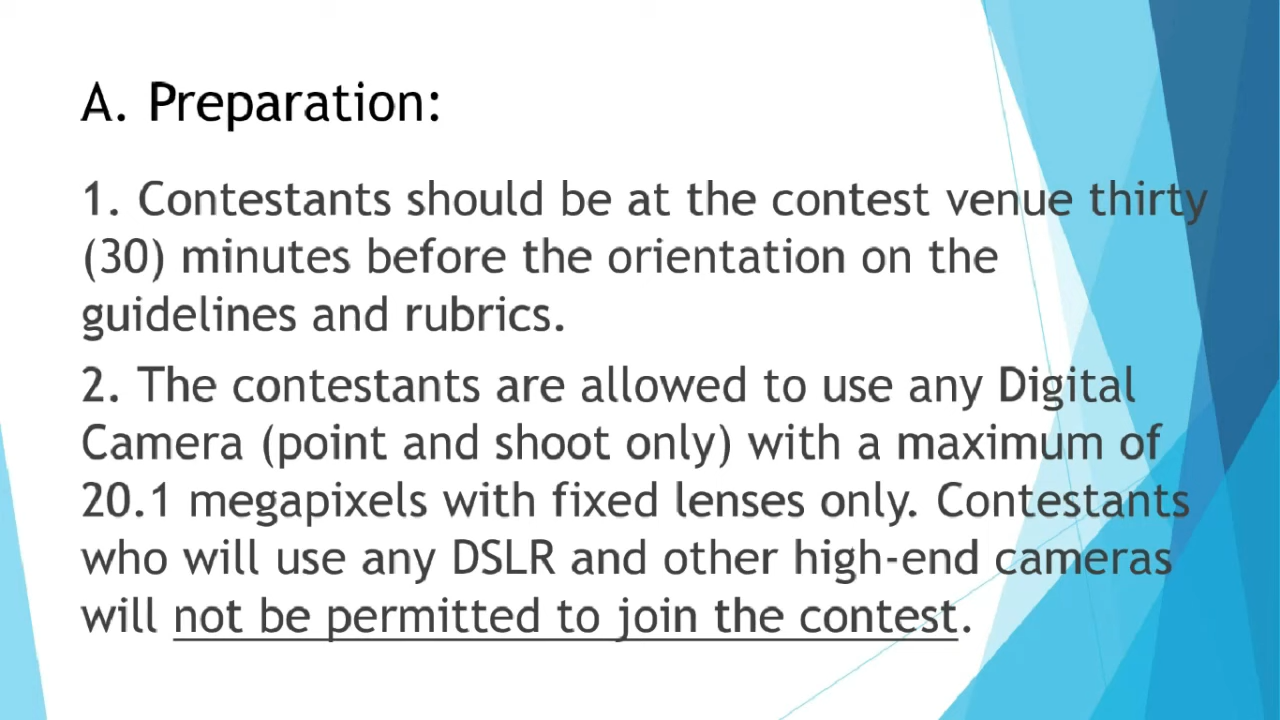 A. Preparation:
1. Contestants should be at the contest venue thirty
(30) minutes before the orientation on the
guidelines and rubrics.
2. The contestants are allowed to use any Digital
Camera (point and shoot only) with a maximum of
20.1 megapixels with fixed lenses only. Contestants
who will use any DSLR and other high-end cameras
will not be permitted to join the contest.